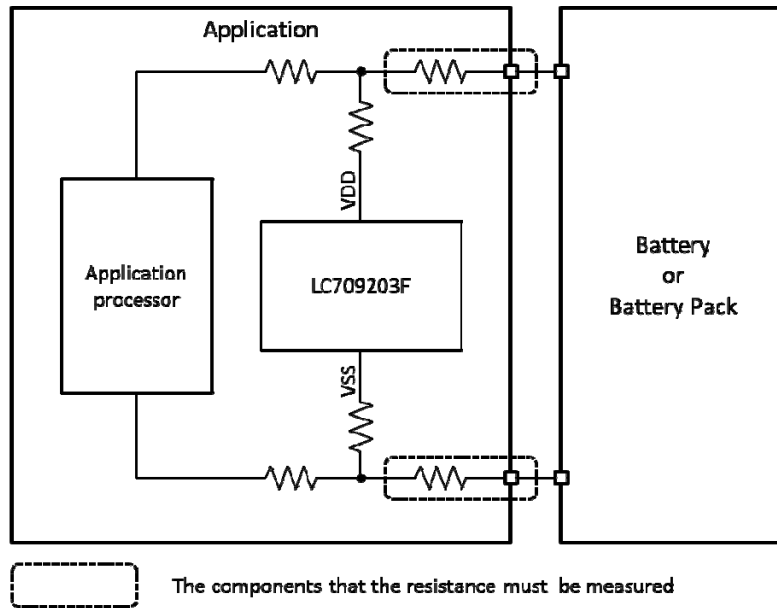 Application
VDD
Application
processor
LC709203F
VSS
Battery
or
Battery Pack
The components that the resistance must be measured